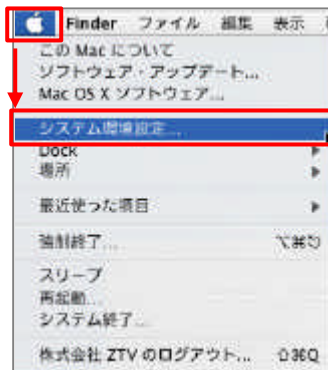 Finder ファイル 編集 表示 移
この Mac について
ソフトウェア・アップデート...
Mac OS X ソフトウェア...
システム環境設定...
Dock
場所
最近使った項目
強制終了... ⌥⌘⎋
スリープ
再起動...
システム終了...
株式会社 ZTV のログアウト... ⇧⌘Q